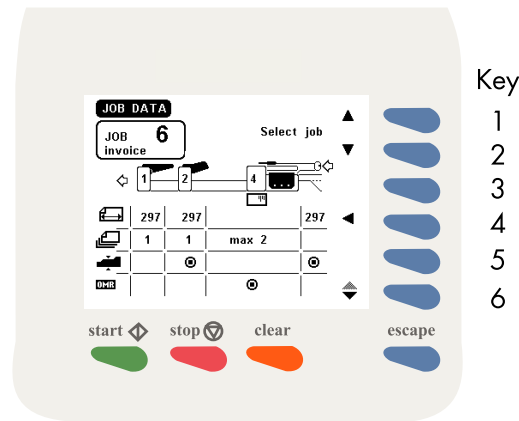 JOB DATA
JOB 6
invoice
Select job
1 2 4
297 297 297
1 1 max 2
OMR
start stop clear escape
Key
1
2
3
4
5
6